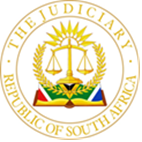 · THE JUDICIARY ·
REPUBLIC OF SOUTH AFRICA